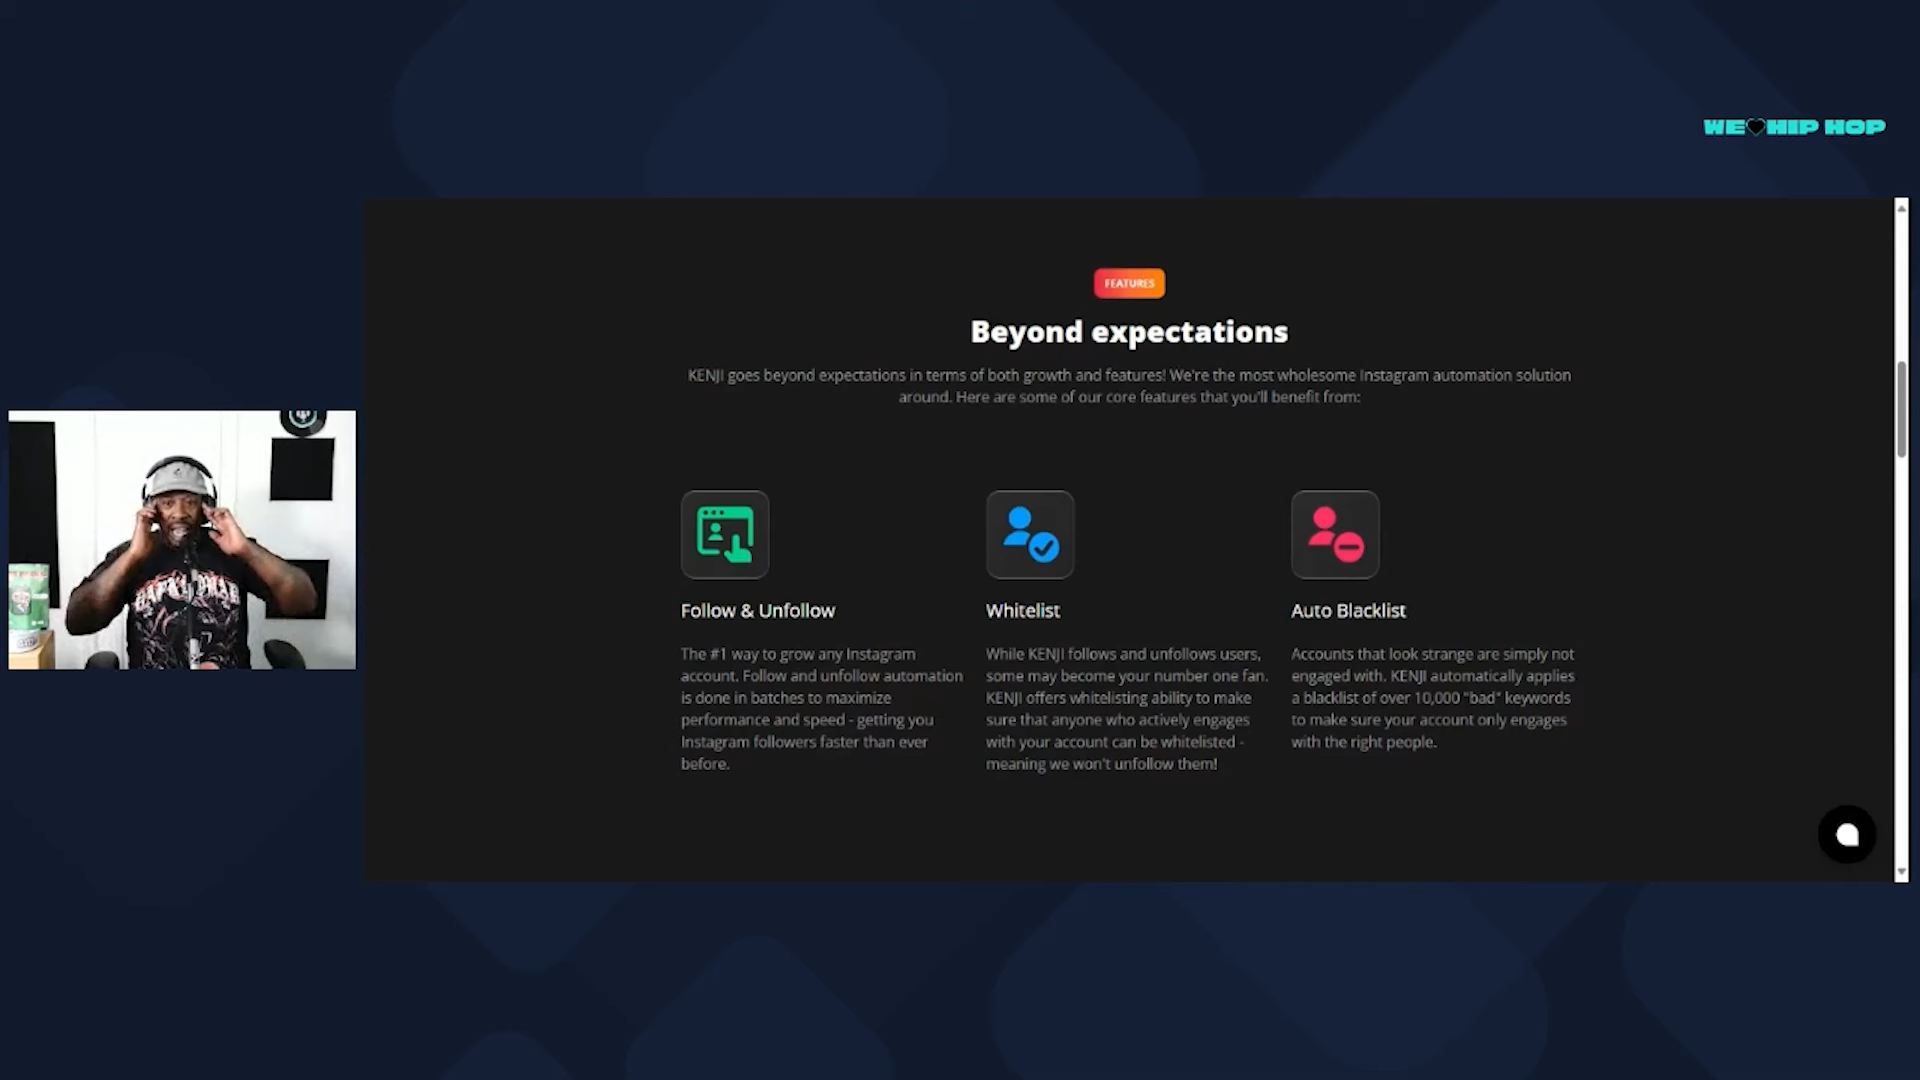 WE🖤HIP HOP
FEATURES
Beyond expectations
KENJI goes beyond expectations in terms of both growth and features! We're the most wholesome Instagram automation solution
around. Here are some of our core features that you'll benefit from:
Follow & Unfollow
The #1 way to grow any Instagram
account. Follow and unfollow automation
is done in batches to maximize
performance and speed - getting you
Instagram followers faster than ever
before.
Whitelist
While KENJI follows and unfollows users,
some may become your number one fan.
KENJI offers whitelisting ability to make
sure that anyone who actively engages
with your account can be whitelisted -
meaning we won't unfollow them!
Auto Blacklist
Accounts that look strange are simply not
engaged with. KENJI automatically applies
a blacklist of over 10,000 "bad" keywords
to make sure your account only engages
with the right people.